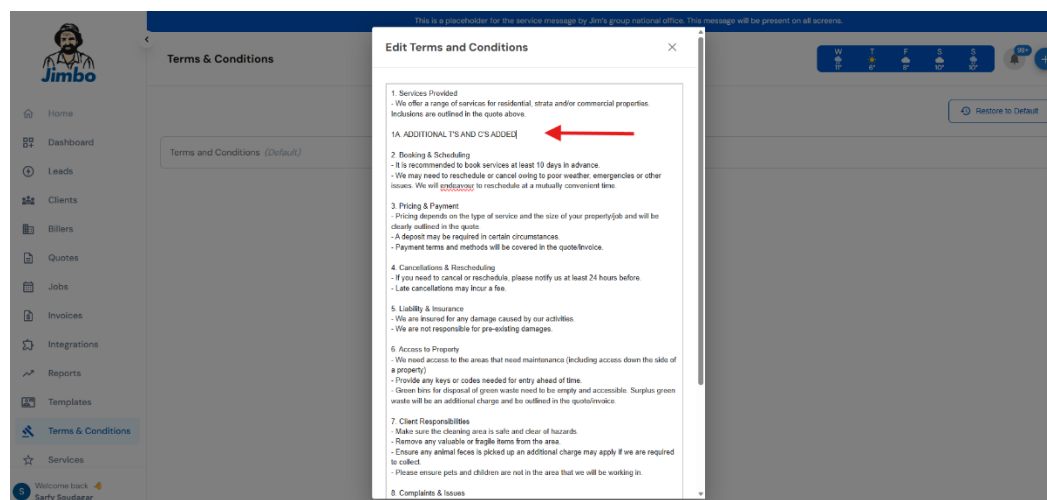 This is a placeholder for the service message by Jim's group national office. This message will be present on all screens.
Jimbo
Terms & Conditions
W
T
F
S
S
11°
6°
8°
10°
10°
99+
Restore to Default
Home
Dashboard
Leads
Clients
Billers
Quotes
Jobs
Invoices
Integrations
Reports
Templates
Terms & Conditions
Services
S
Welcome back
Sarfy Soudagar
Terms and Conditions (Default)
Edit Terms and Conditions
1. Services Provided
- We offer a range of services for residential, strata and/or commercial properties.
Inclusions are outlined in the quote above.
1A. ADDITIONAL T'S AND C'S ADDED
2. Booking & Scheduling
- It is recommended to book services at least 10 days in advance.
- We may need to reschedule or cancel owing to poor weather, emergencies or other
issues. We will endeavour to reschedule at a mutually convenient time.
3. Pricing & Payment
- Pricing depends on the type of service and the size of your property/job and will be
clearly outlined in the quote
- A deposit may be required in certain circumstances.
- Payment terms and methods will be covered in the quote/invoice.
4. Cancellations & Rescheduling
- If you need to cancel or reschedule, please notify us at least 24 hours before.
- Late cancellations may incur a fee.
5. Liability & Insurance
- We are insured for any damage caused by our activities.
- We are not responsible for pre-existing damages.
6. Access to Property
- We need access to the areas that need maintenance (including access down the side of
a property)
- Provide any keys or codes needed for entry ahead of time.
- Green bins for disposal of green waste need to be empty and accessible. Surplus green
waste will be an additional charge and be outlined in the quote/invoice.
7. Client Responsibilities
- Make sure the cleaning area is safe and clear of hazards.
- Remove any valuable or fragile items from the area.
- Ensure any animal feces is picked up an additional charge may apply if we are required
to collect.
- Please ensure pets and children are not in the area that we will be working in.
8. Complaints & Issues